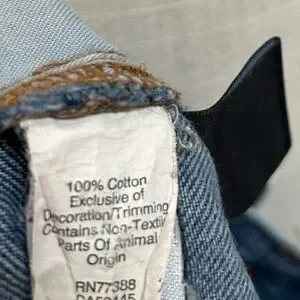 100% Cotton
Exclusive of
Decoration/Trimming
Contains Non-Textile
Parts Of Animal
Origin
RN77388